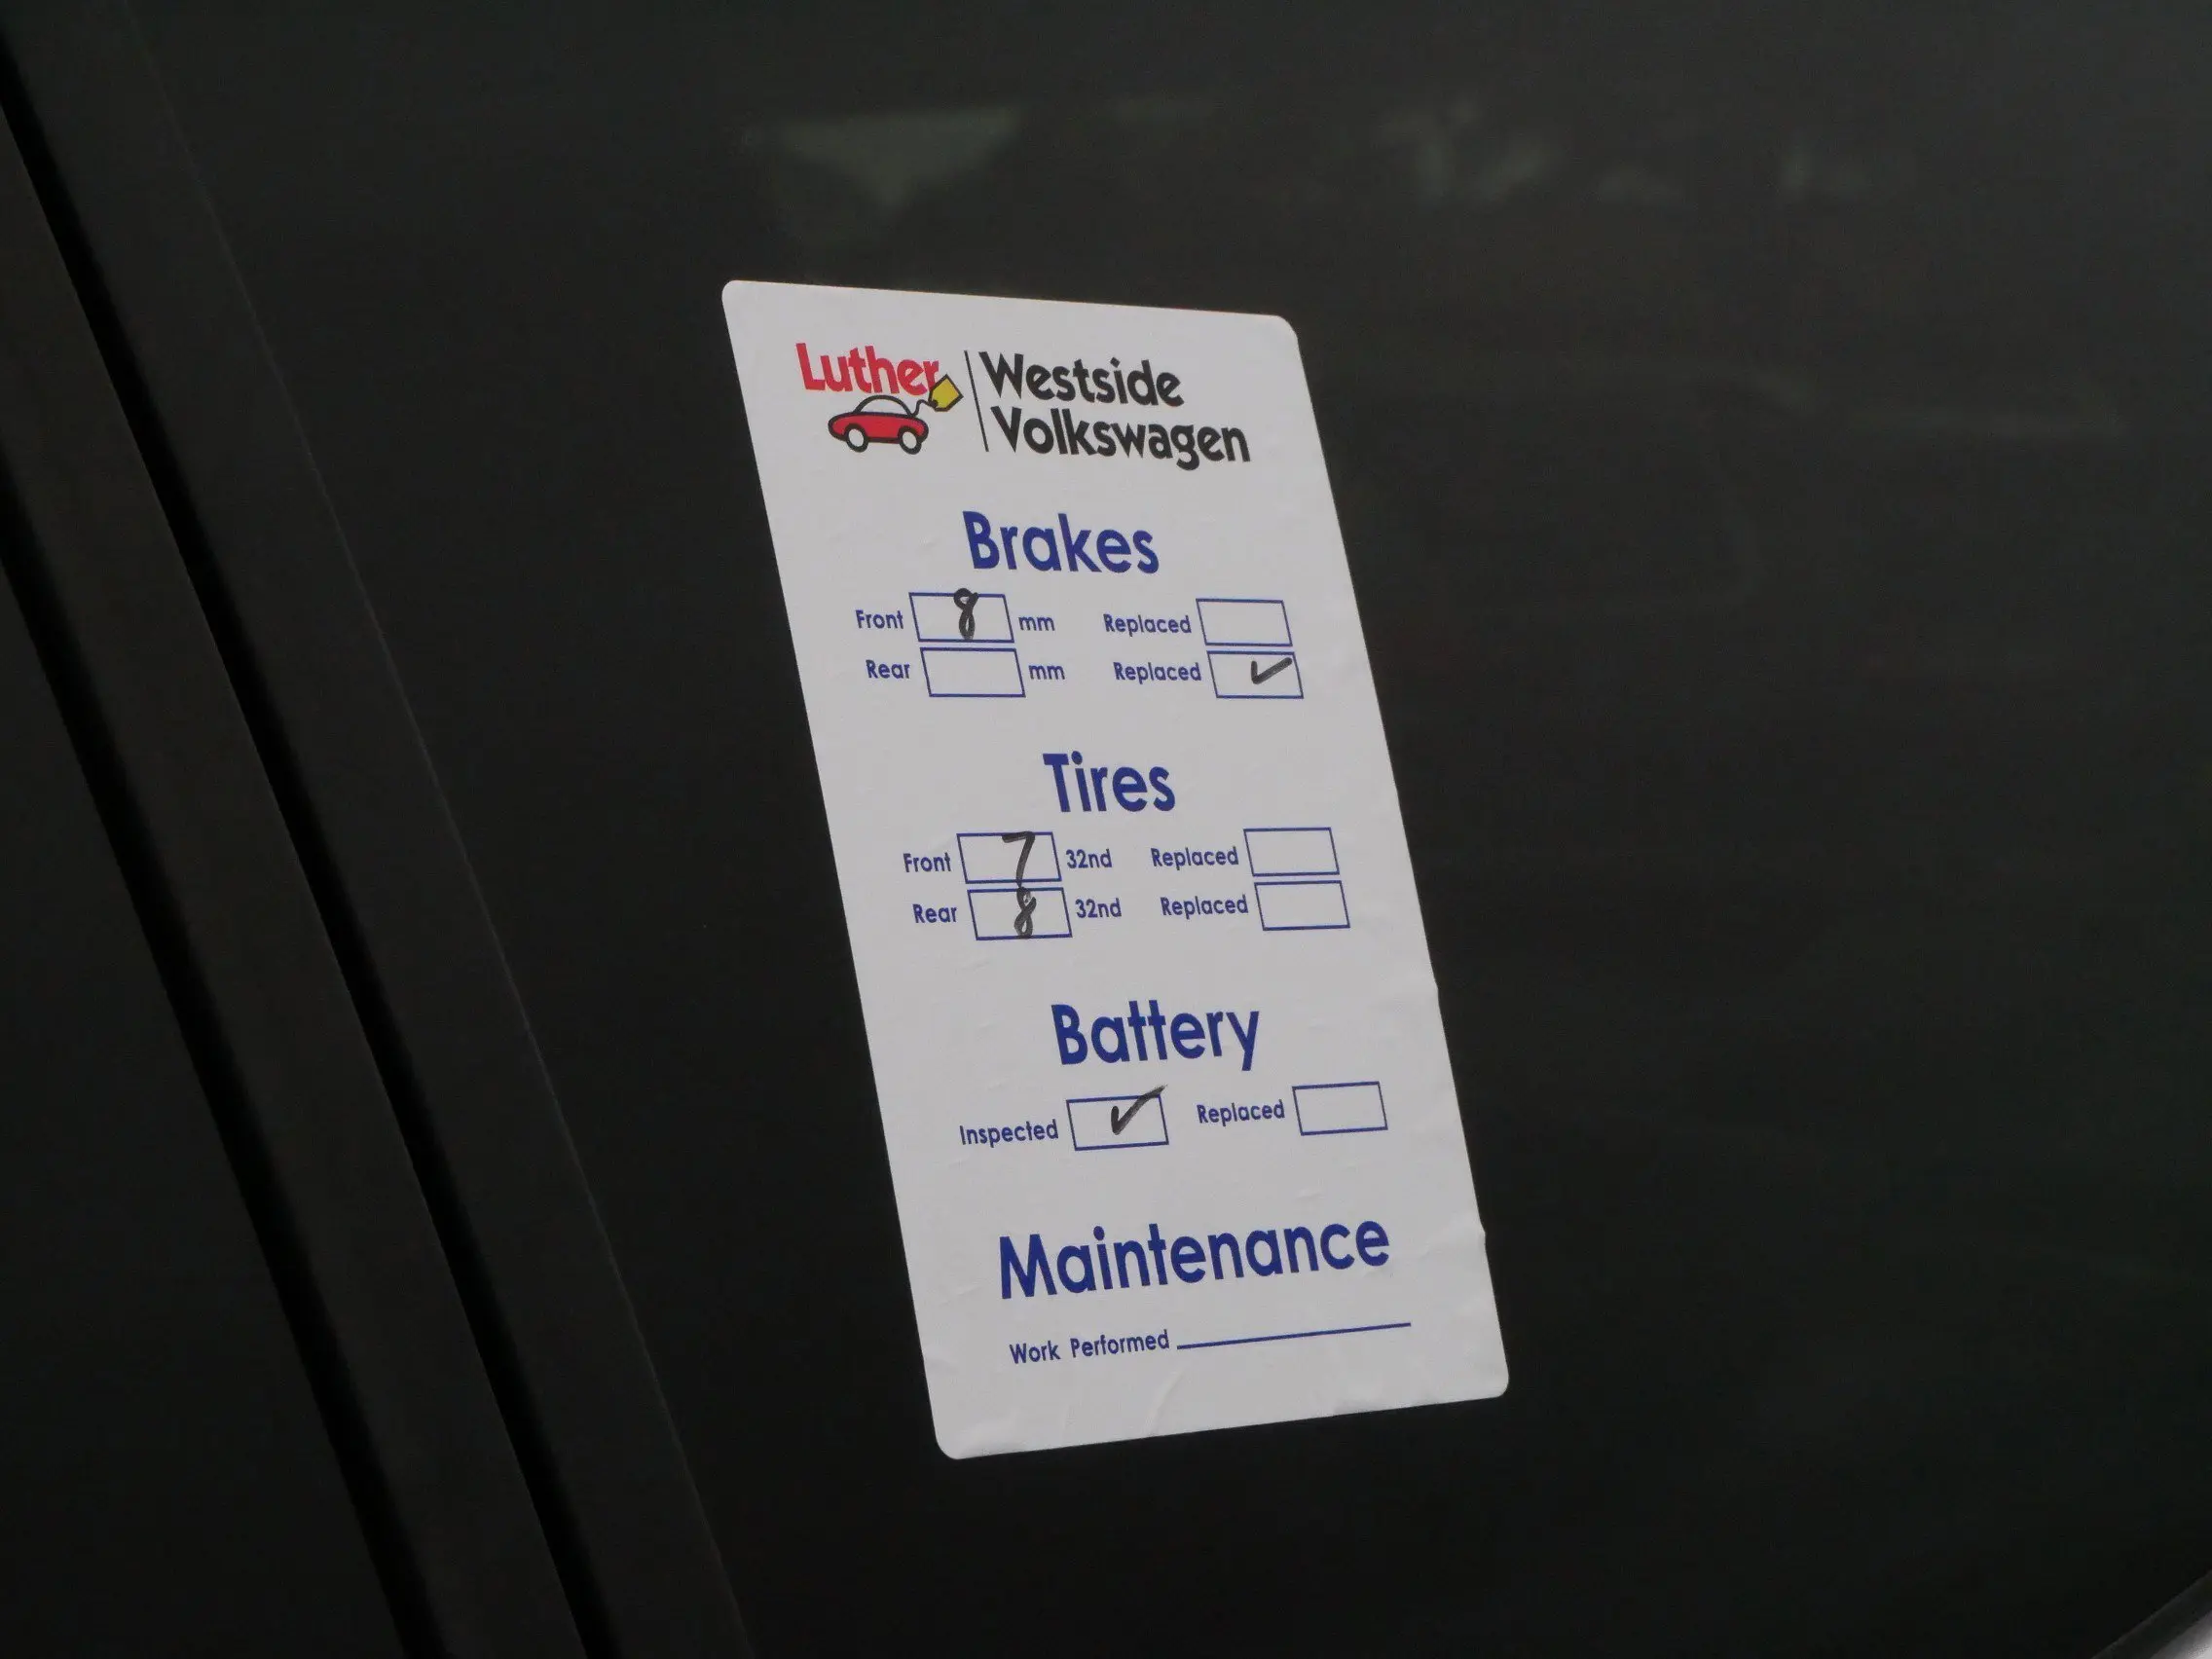 Luther Westside
Volkswagen
Brakes
Front 8 mm Replaced
Rear mm Replaced ✓
Tires
Front 7 32nd Replaced
Rear 8 32nd Replaced
Battery
Inspected ✓ Replaced
Maintenance
Work Performed